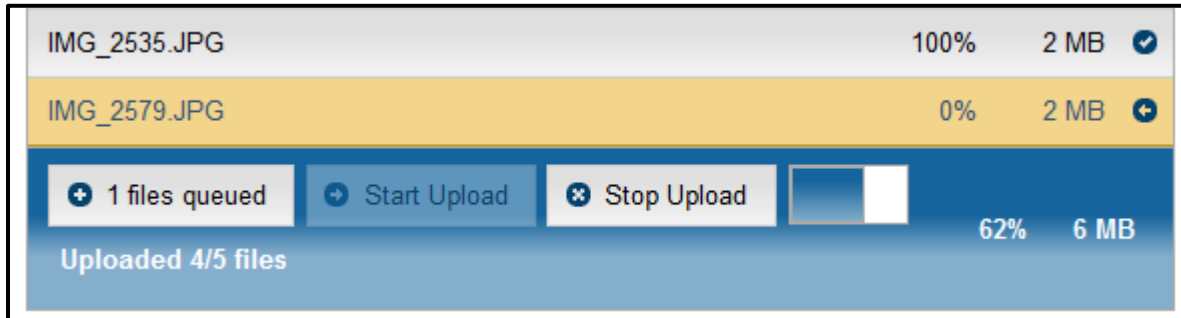 IMG_2535.JPG 100% 2 MB
IMG_2579.JPG 0% 2 MB
1 files queued Start Upload Stop Upload
62% 6 MB
Uploaded 4/5 files